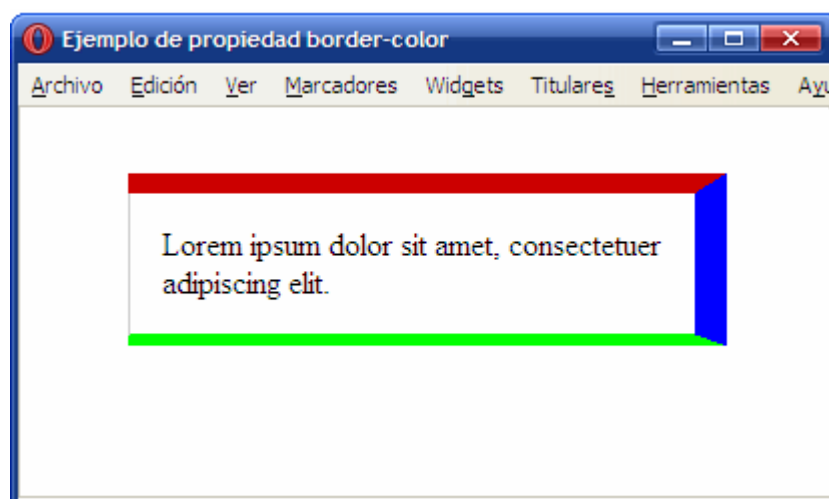 Ejemplo de propiedad border-color
Archivo Edición Ver Marcadores Widgets Titulares Herramientas Ayu
Lorem ipsum dolor sit amet, consectetuer
adipiscing elit.